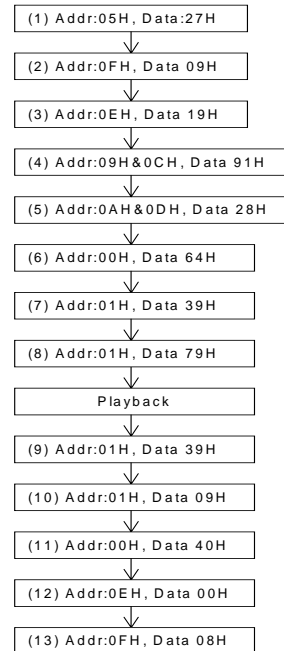 (1) Addr:05H, Data:27H
(2) Addr:0FH, Data 09H
(3) Addr:0EH, Data 19H
(4) Addr:09H&0CH, Data 91H
(5) Addr:0AH&0DH, Data 28H
(6) Addr:00H, Data 64H
(7) Addr:01H, Data 39H
(8) Addr:01H, Data 79H
Playback
(9) Addr:01H, Data 39H
(10) Addr:01H, Data 09H
(11) Addr:00H, Data 40H
(12) Addr:0EH, Data 00H
(13) Addr:0FH, Data 08H